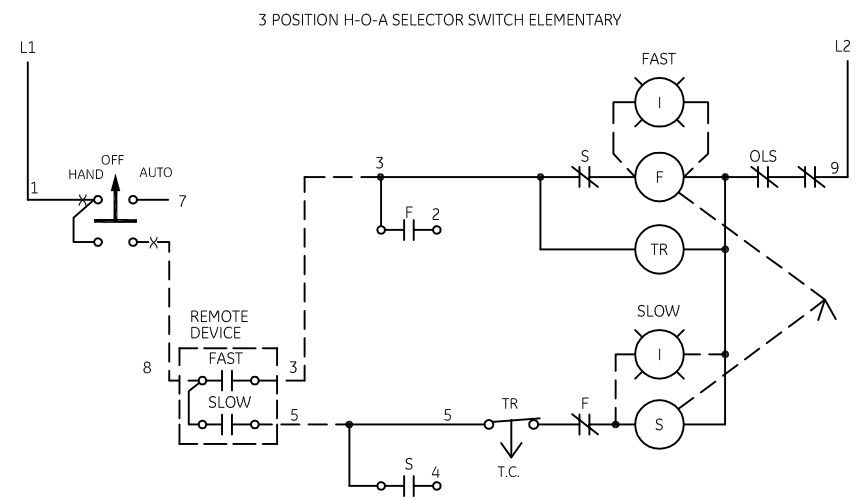 3 POSITION H-O-A SELECTOR SWITCH ELEMENTARY
L1
L2
FAST
I
OFF
HAND
AUTO
1
X
7
X
3
S
F
OLS
9
F
2
TR
REMOTE
DEVICE
SLOW
I
8
FAST
3
SLOW
5
5
TR
F
S
T.C.
S
4